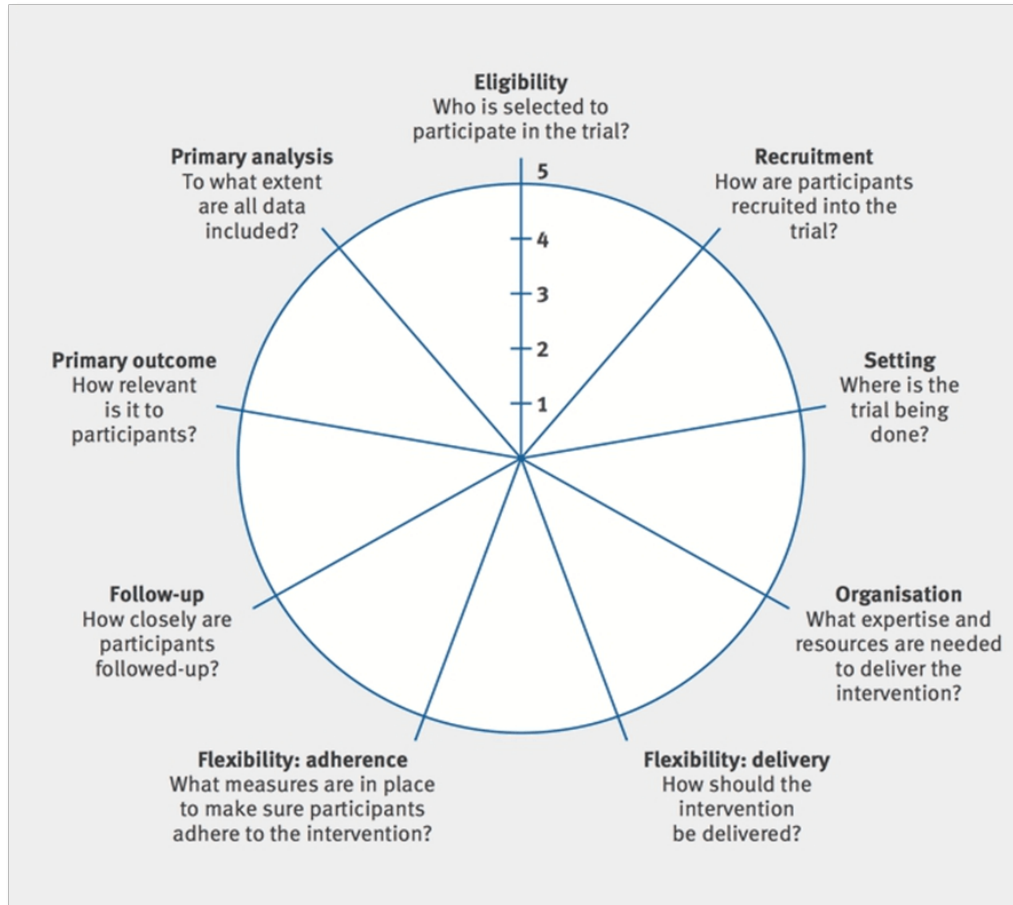 Eligibility
Who is selected to
participate in the trial?
Primary analysis
To what extent
are all data
included?
Recruitment
How are participants
recruited into the
trial?
5
4
3
2
1
Primary outcome
How relevant
is it to
participants?
Setting
Where is the
trial being
done?
Follow-up
How closely are
participants
followed-up?
Organisation
What expertise and
resources are needed
to deliver the
intervention?
Flexibility: adherence
What measures are in place
to make sure participants
adhere to the intervention?
Flexibility: delivery
How should the
intervention
be delivered?